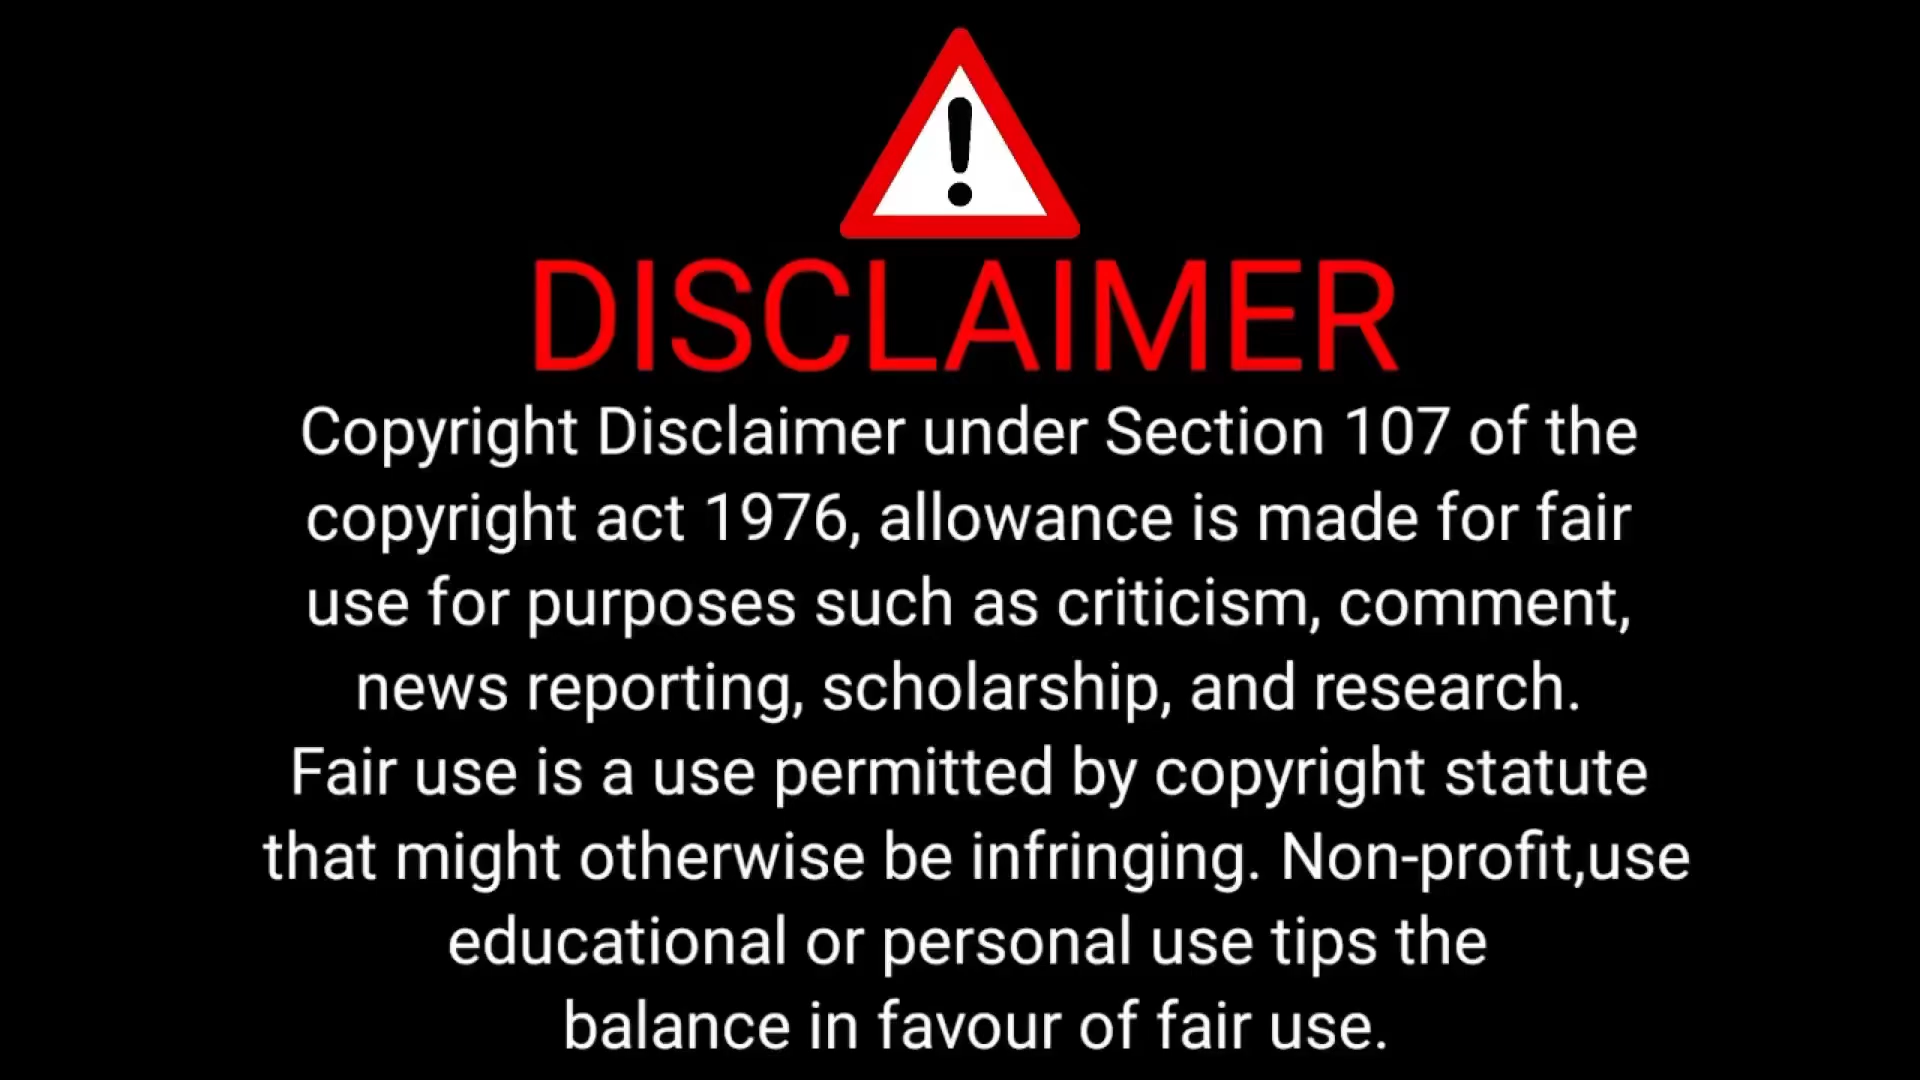 DISCLAIMER
Copyright Disclaimer under Section 107 of the
copyright act 1976, allowance is made for fair
use for purposes such as criticism, comment,
news reporting, scholarship, and research.
Fair use is a use permitted by copyright statute
that might otherwise be infringing. Non-profit,use
educational or personal use tips the
balance in favour of fair use.